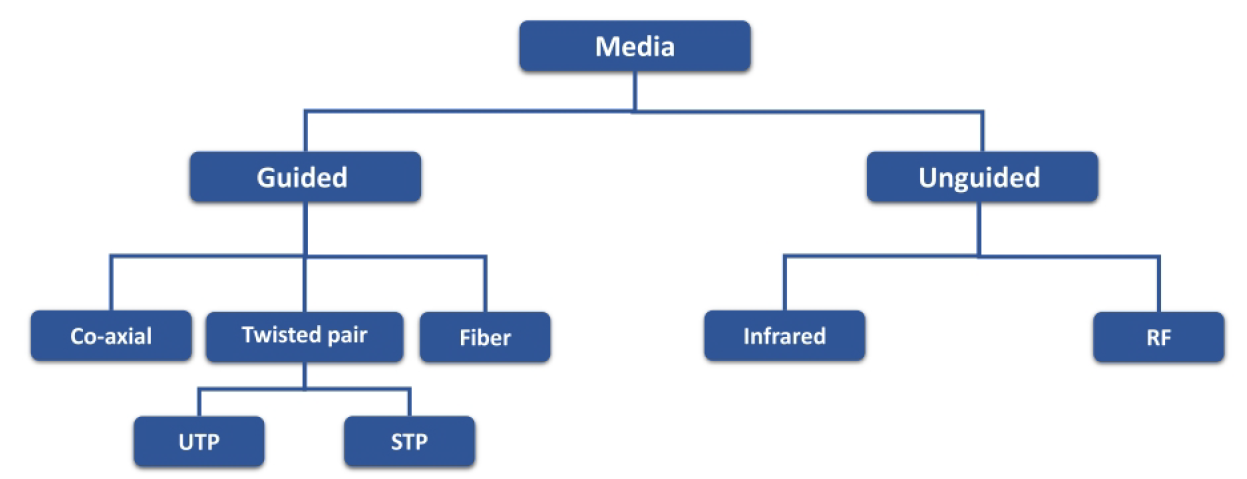 Media
Guided
Unguided
Co-axial
Twisted pair
Fiber
Infrared
RF
UTP
STP